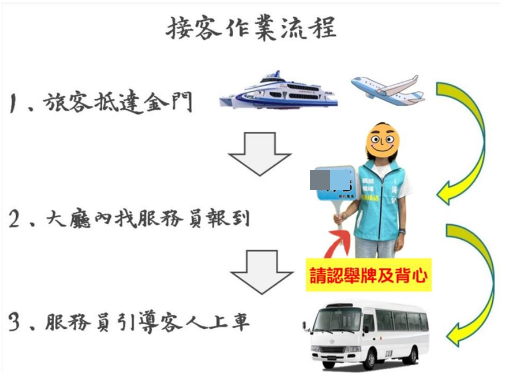 接客作業流程
1、旅客抵達金門
2、大廳內找服務員報到
請認舉牌及背心
3、服務員引導客人上車